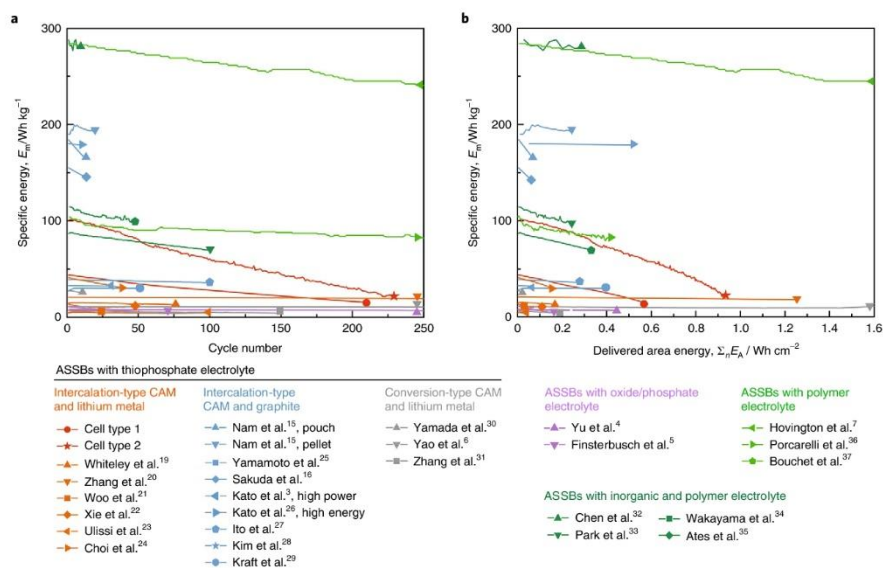 a
b
300
200
100
0
Specific energy, Eₘ/Wh kg⁻¹
0 50 100 150 200 250
Cycle number
300
200
100
0
Specific energy, Eₘ/Wh kg⁻¹
0 0.2 0.4 0.6 0.8 1.0 1.2 1.4 1.6
Delivered area energy, ΣₙE_A / Wh cm⁻²
ASSBs with thiophosphate electrolyte
Intercalation-type CAM
and lithium metal
Cell type 1
Cell type 2
Whiteley et al.¹⁹
Zhang et al.²⁰
Woo et al.²¹
Xie et al.²²
Ulissi et al.²³
Choi et al.²⁴
Intercalation-type
CAM and graphite
Nam et al.¹⁵, pouch
Nam et al.¹⁵, pellet
Yamamoto et al.²⁵
Sakuda et al.¹⁶
Kato et al.³, high power
Kato et al.²⁶, high energy
Ito et al.²⁷
Kim et al.²⁸
Kraft et al.²⁹
Conversion-type CAM
and lithium metal
Yamada et al.³⁰
Yao et al.⁶
Zhang et al.³¹
ASSBs with oxide/phosphate
electrolyte
Yu et al.⁴
Finsterbusch et al.⁵
ASSBs with polymer
electrolyte
Hovington et al.⁷
Porcarelli et al.³⁶
Bouchet et al.³⁷
ASSBs with inorganic and polymer electrolyte
Chen et al.³² Wakayama et al.³⁴
Park et al.³³ Ates et al.³⁵